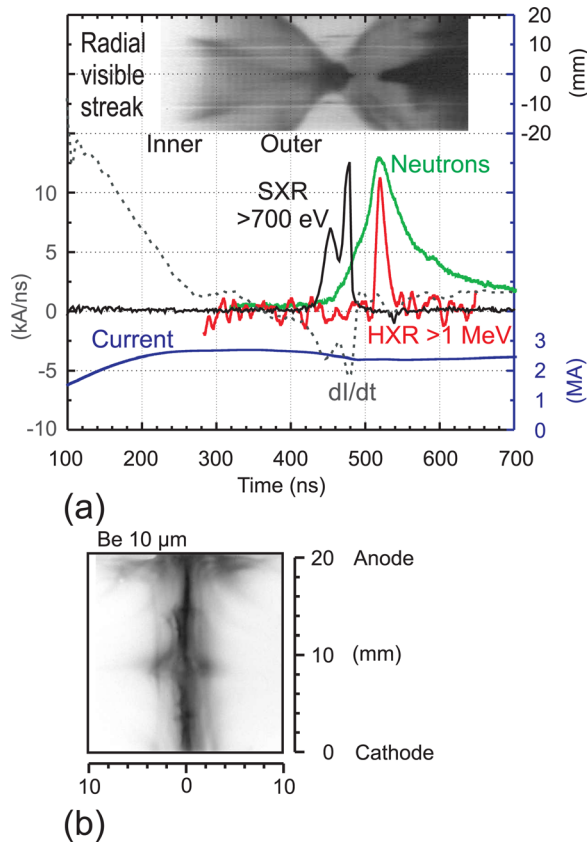 20
10
0
-10
-20
(mm)
Radial
visible
streak
Inner
Outer
10
5
0
-5
-10
(kA/ns)
SXR
>700 eV
Neutrons
HXR >1 MeV
Current
dI/dt
3
2
1
0
(MA)
100 200 300 400 500 600 700
Time (ns)
(a)
Be 10 μm
20 Anode
10 (mm)
0 Cathode
10 0 10
(b)